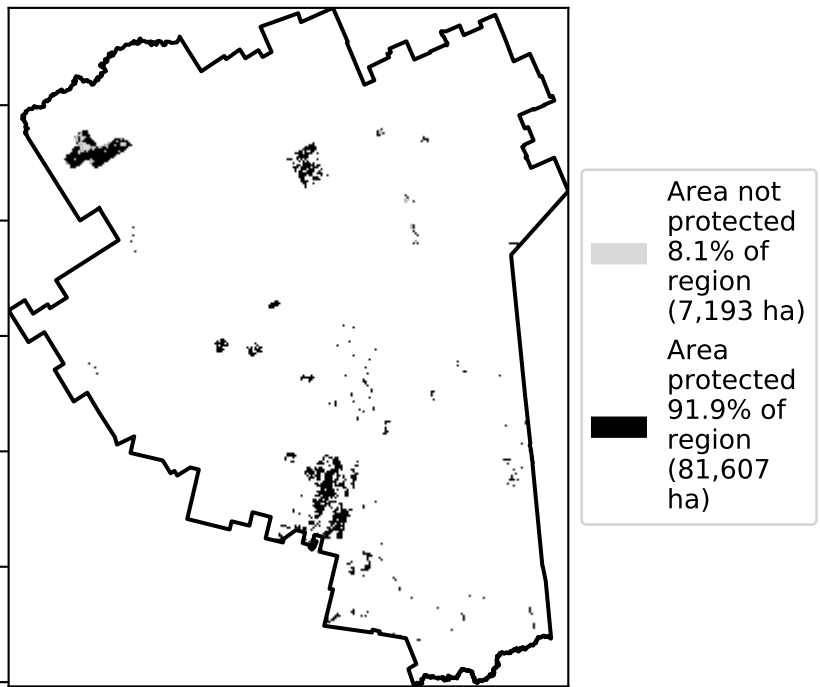 Area not
protected
8.1% of
region
(7,193 ha)
Area
protected
91.9% of
region
(81,607
ha)